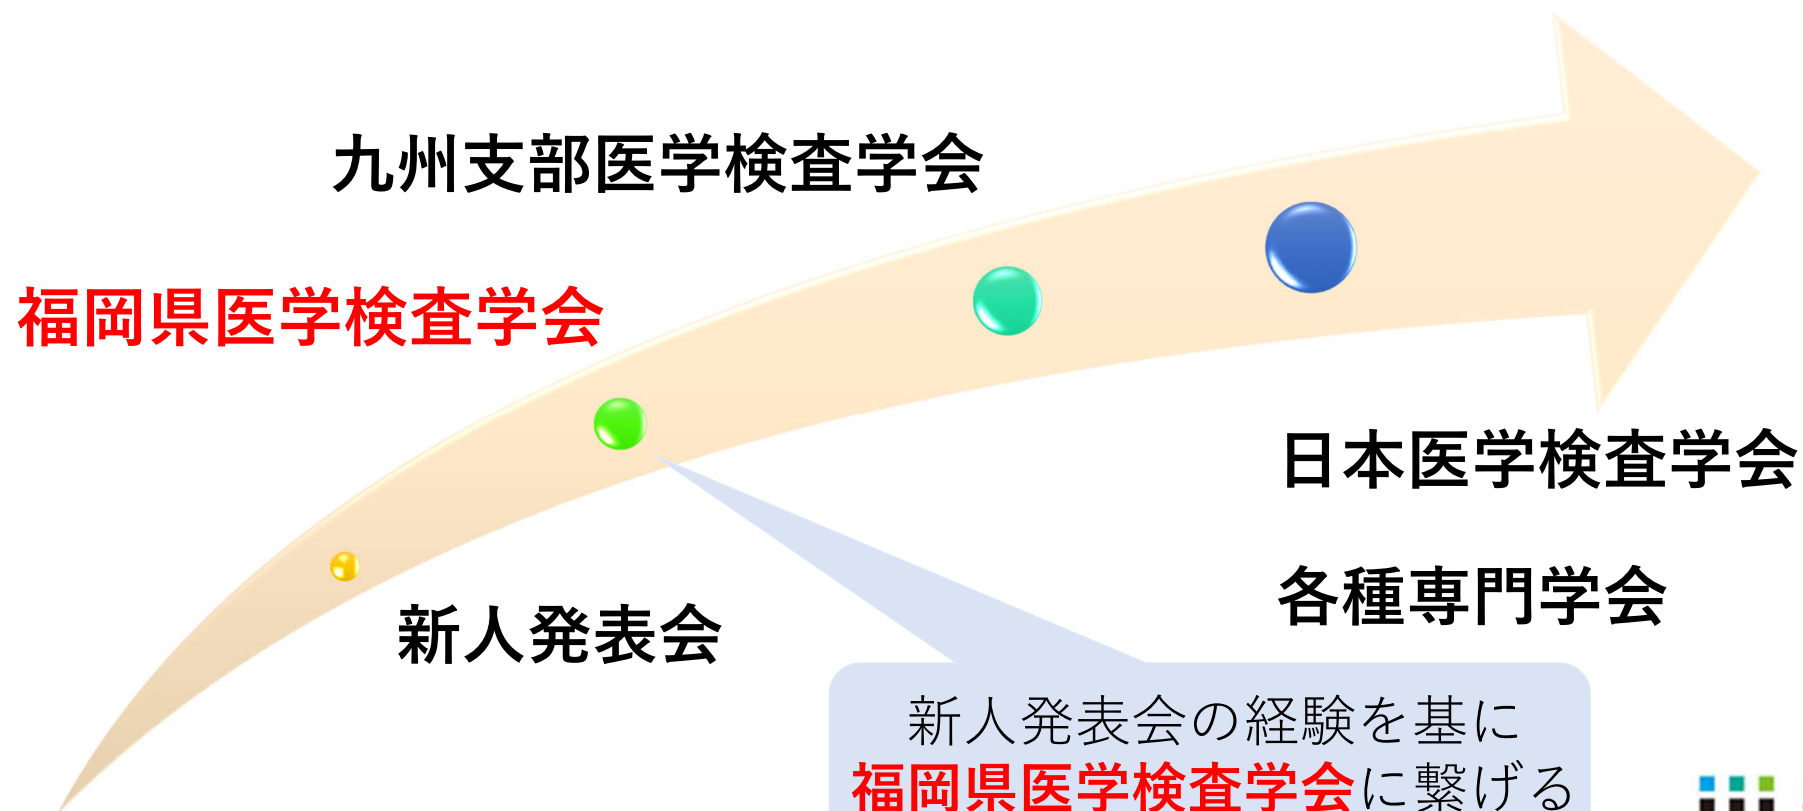 九州支部医学検査学会
福岡県医学検査学会
日本医学検査学会
各種専門学会
新人発表会
新人発表会の経験を基に
福岡県医学検査学会に繋げる